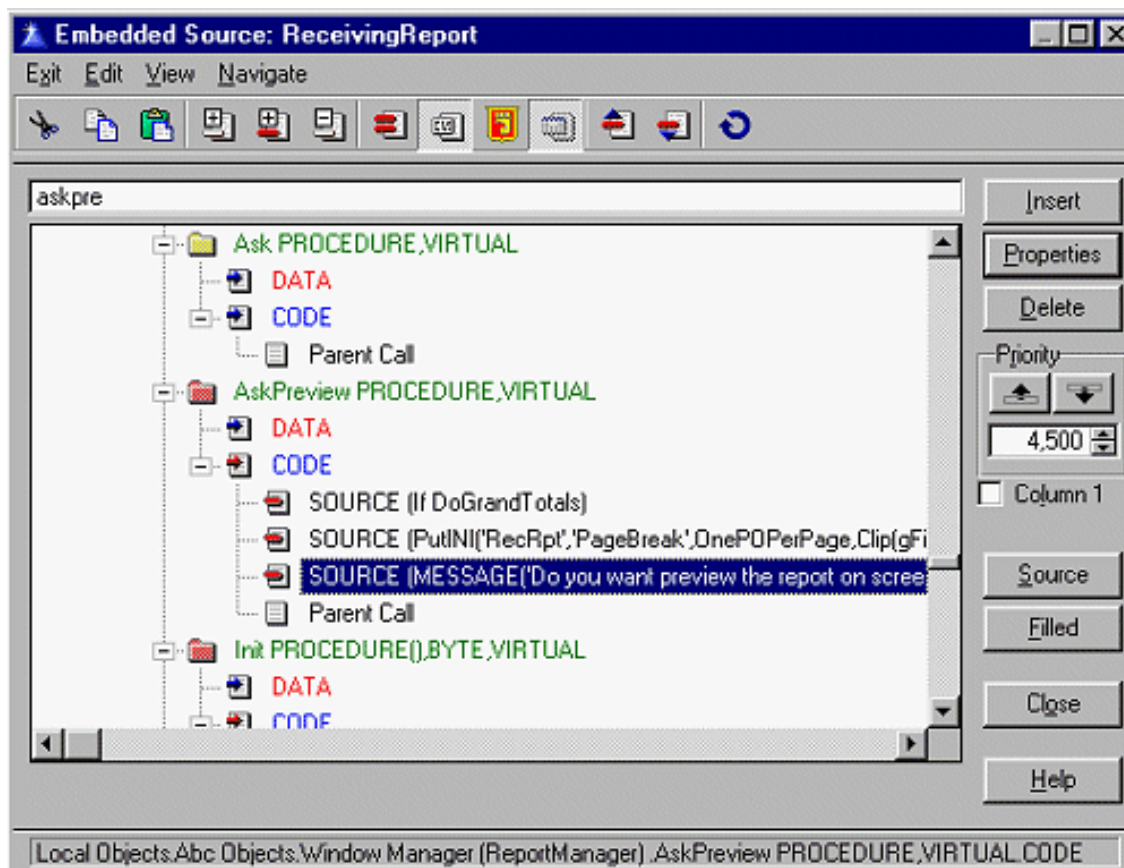 Embedded Source: ReceivingReport
Exit Edit View Navigate
askpre
Insert
Ask PROCEDURE,VIRTUAL
Properties
DATA
Delete
CODE
Parent Call
Priority
AskPreview PROCEDURE,VIRTUAL
DATA
4,500
CODE
Column 1
SOURCE (If DoGrandTotals)
SOURCE (PutINI('RecRpt','PageBreak',OnePOPerPage,Clip(gFi
SOURCE (MESSAGE('Do you want preview the report on scree
Source
Parent Call
Filled
Init PROCEDURE(),BYTE,VIRTUAL
DATA
Close
CODE
Help
Local Objects.Abc Objects.Window Manager (ReportManager) .AskPreview PROCEDURE,VIRTUAL.CODE